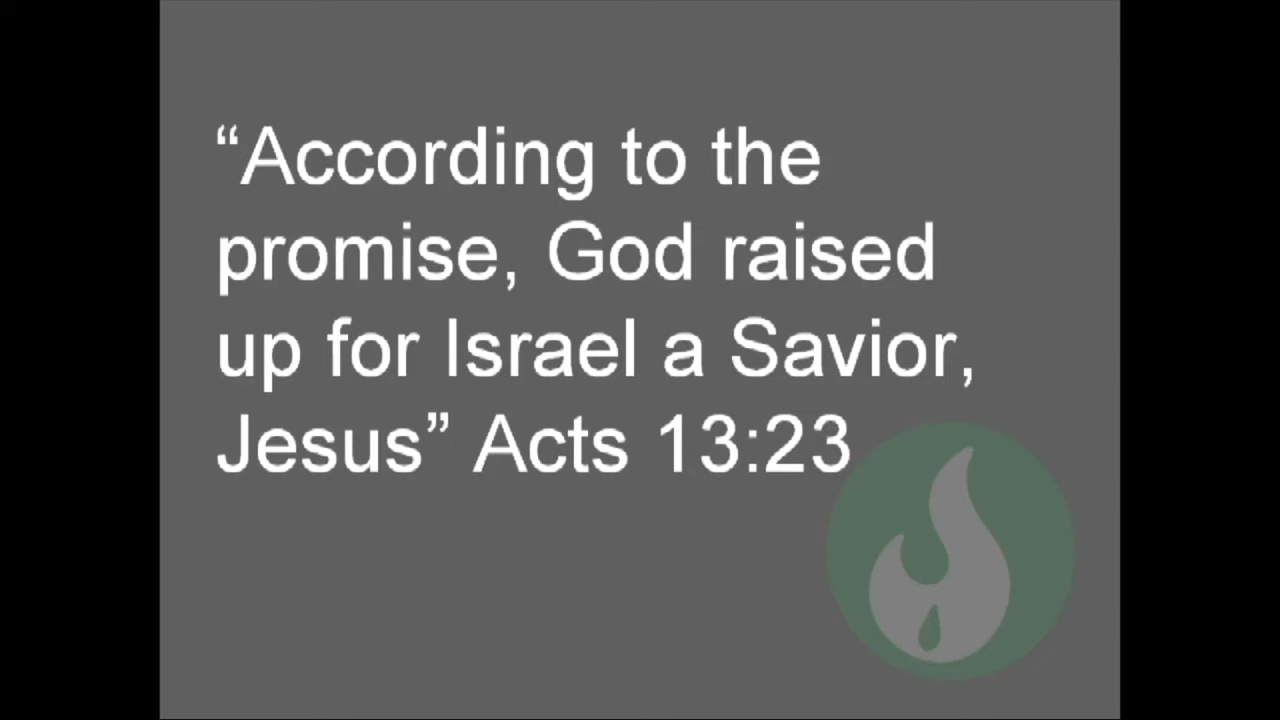 “According to the
promise, God raised
up for Israel a Savior,
Jesus” Acts 13:23